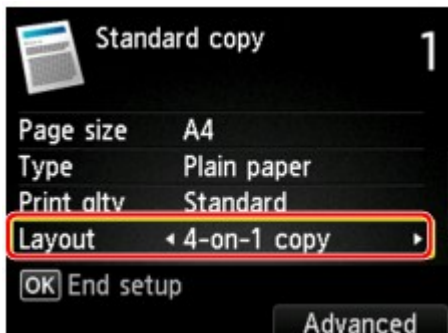 Standard copy 1
Page size A4
Type Plain paper
Print qlty Standard
Layout 4-on-1 copy
OK End setup
Advanced